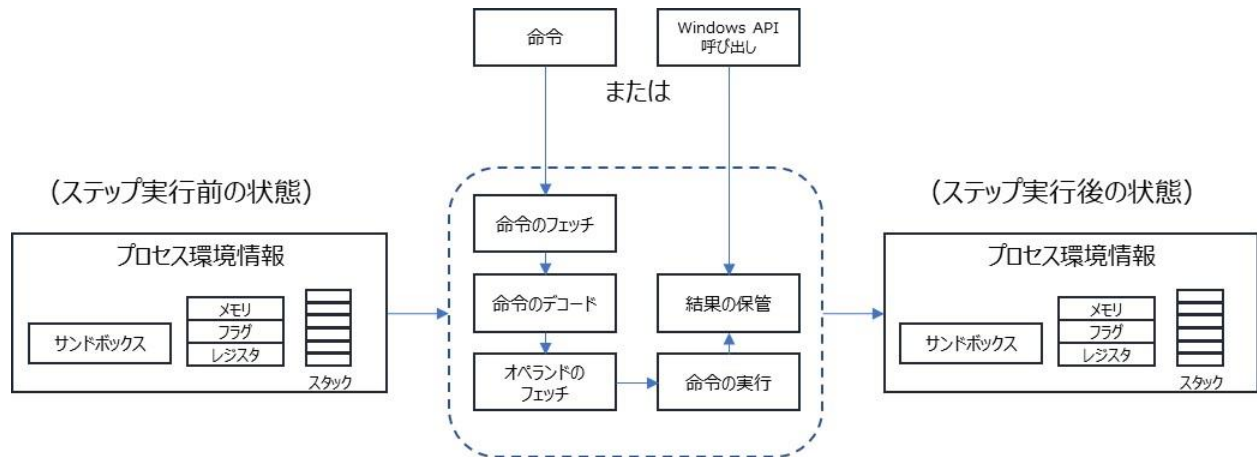 命令
Windows API
呼び出し
または
(ステップ実行前の状態)
プロセス環境情報
サンドボックス
メモリ
フラグ
レジスタ
スタック
命令のフェッチ
命令のデコード
オペランドの
フェッチ
結果の保管
命令の実行
(ステップ実行後の状態)
プロセス環境情報
サンドボックス
メモリ
フラグ
レジスタ
スタック